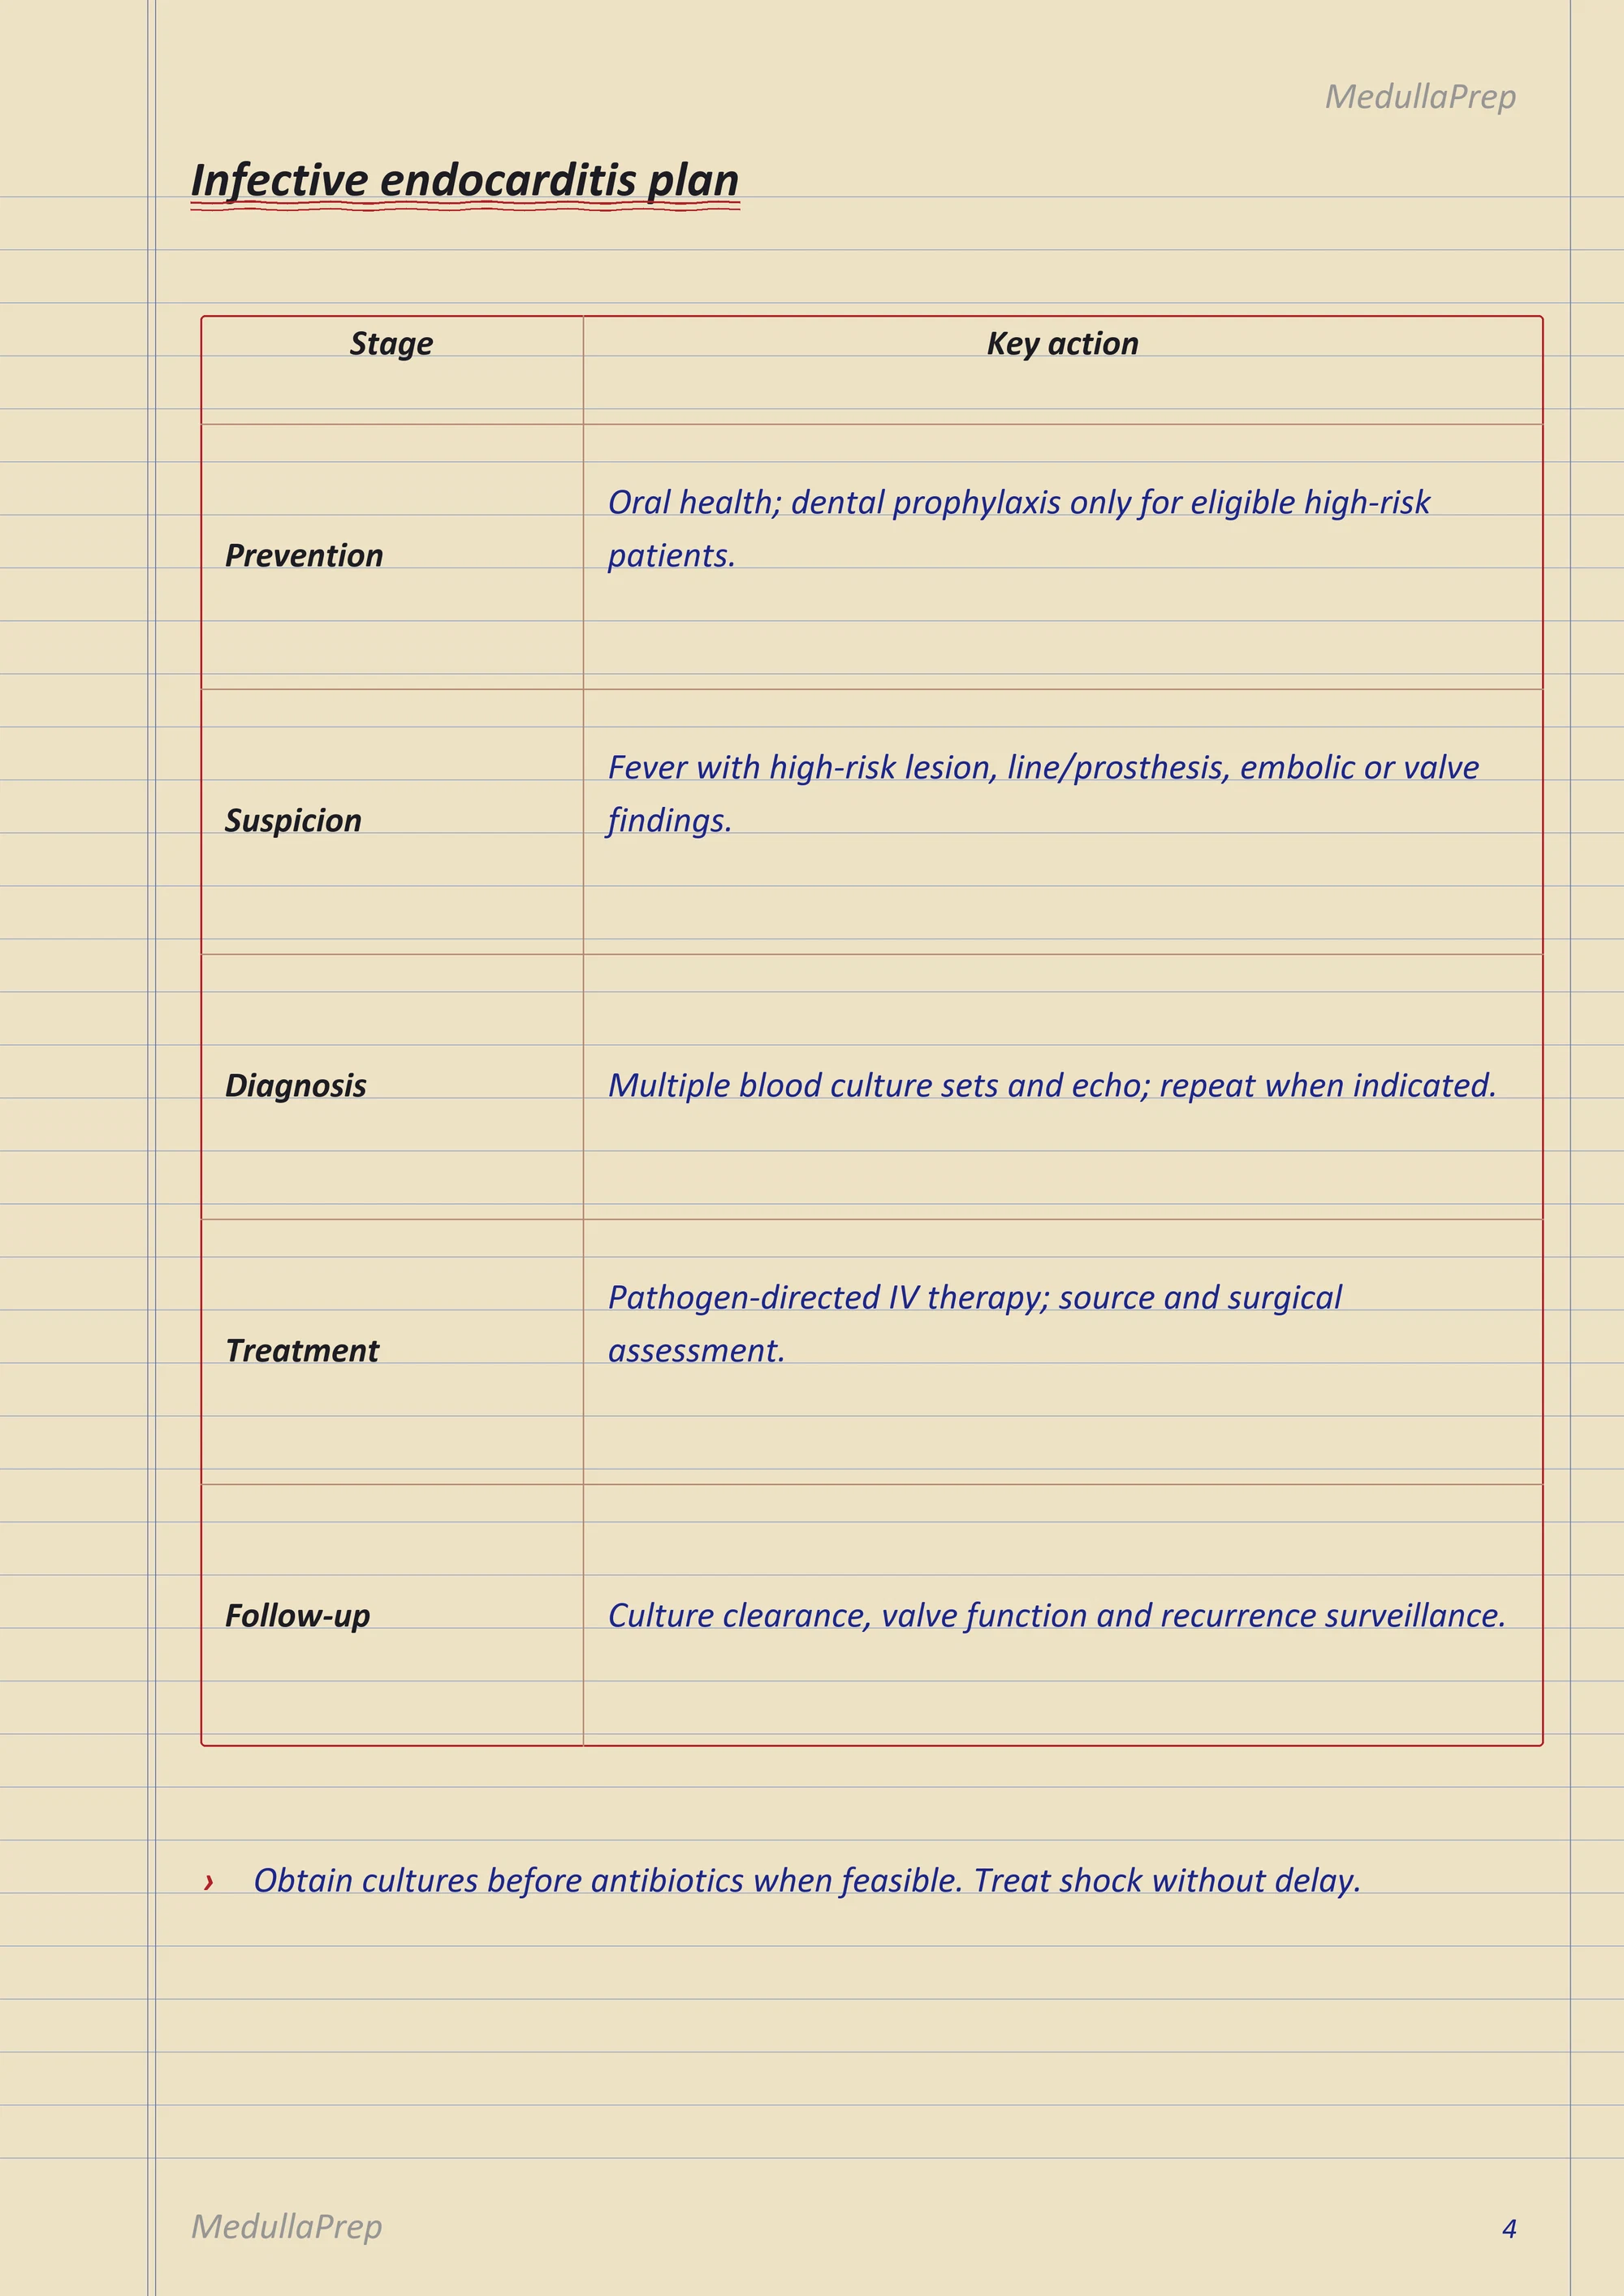 MedullaPrep
Infective endocarditis plan
Stage Key action
Oral health; dental prophylaxis only for eligible high-risk
Prevention patients.
Fever with high-risk lesion, line/prosthesis, embolic or valve
Suspicion findings.
Diagnosis Multiple blood culture sets and echo; repeat when indicated.
Pathogen-directed IV therapy; source and surgical
Treatment assessment.
Follow-up Culture clearance, valve function and recurrence surveillance.
› Obtain cultures before antibiotics when feasible. Treat shock without delay.
MedullaPrep 4